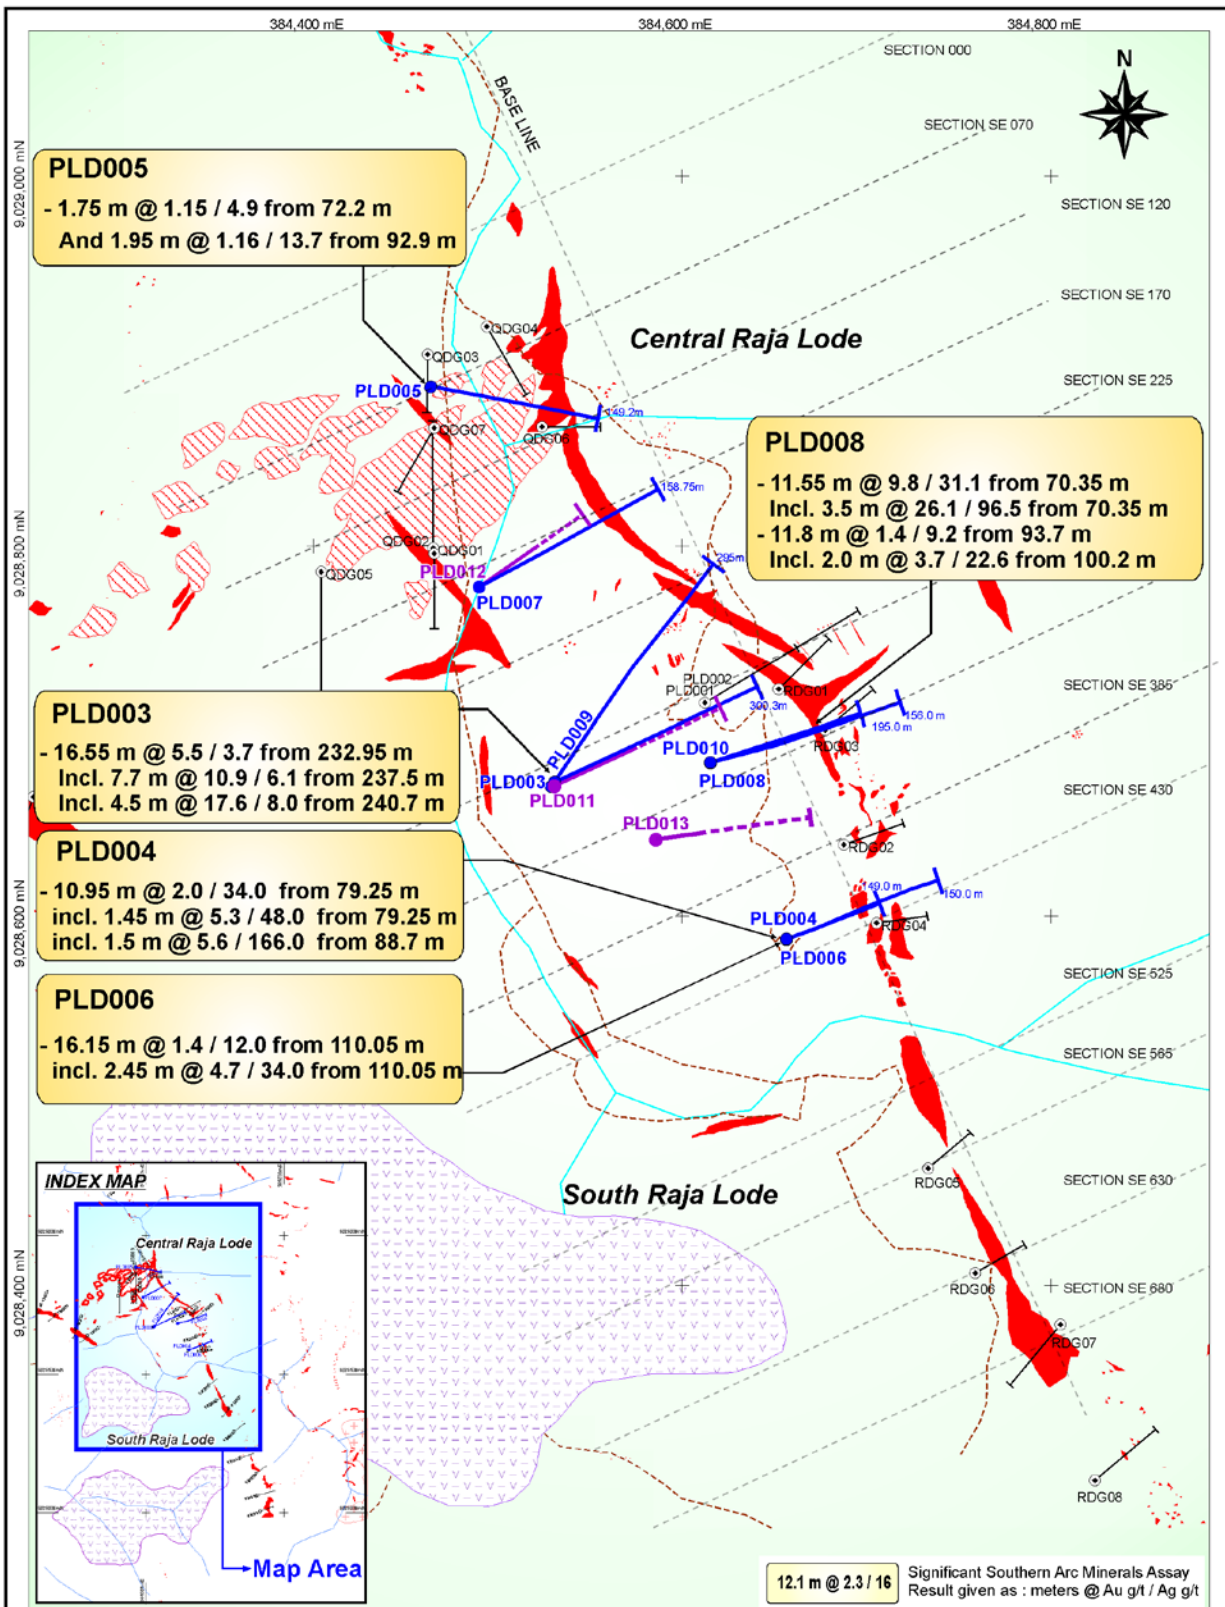 384,400 mE
384,600 mE
384,800 mE
SECTION 000
N
BASE LINE
SECTION SE 070
9,029,000 mN
PLD005
- 1.75 m @ 1.15 / 4.9 from 72.2 m
And 1.95 m @ 1.16 / 13.7 from 92.9 m
SECTION SE 120
SECTION SE 170
QDG04
Central Raja Lode
QDG03
PLD005
SECTION SE 225
149.2m
QDG07
QDG06
PLD008
- 11.55 m @ 9.8 / 31.1 from 70.35 m
Incl. 3.5 m @ 26.1 / 96.5 from 70.35 m
- 11.8 m @ 1.4 / 9.2 from 93.7 m
Incl. 2.0 m @ 3.7 / 22.6 from 100.2 m
158.75m
9,028,800 mN
QDG02
QDG01
QDG05
PLD012
PLD007
295m
PLD002
PLD001
RDG01
SECTION SE 385
300.3m
156.0 m
195.0 m
PLD003
- 16.55 m @ 5.5 / 3.7 from 232.95 m
Incl. 7.7 m @ 10.9 / 6.1 from 237.5 m
Incl. 4.5 m @ 17.6 / 8.0 from 240.7 m
PLD009
PLD010
RDG03
PLD008
PLD003
PLD011
SECTION SE 430
PLD013
RDG02
PLD004
- 10.95 m @ 2.0 / 34.0 from 79.25 m
incl. 1.45 m @ 5.3 / 48.0 from 79.25 m
incl. 1.5 m @ 5.6 / 166.0 from 88.7 m
9,028,600 mN
149.0 m
150.0 m
PLD004
RDG04
PLD006
SECTION SE 525
PLD006
- 16.15 m @ 1.4 / 12.0 from 110.05 m
incl. 2.45 m @ 4.7 / 34.0 from 110.05 m
SECTION SE 565
RDG05
SECTION SE 630
South Raja Lode
INDEX MAP
Central Raja Lode
South Raja Lode
Map Area
9,028,400 mN
RDG06
SECTION SE 680
RDG07
RDG08
12.1 m @ 2.3 / 16
Significant Southern Arc Minerals Assay
Result given as : meters @ Au g/t / Ag g/t